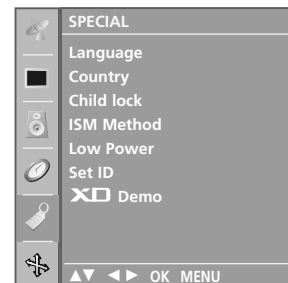 SPECIAL
Language
Country
Child lock
ISM Method
Low Power
Set ID
XD Demo
▲▼ ◄► OK MENU